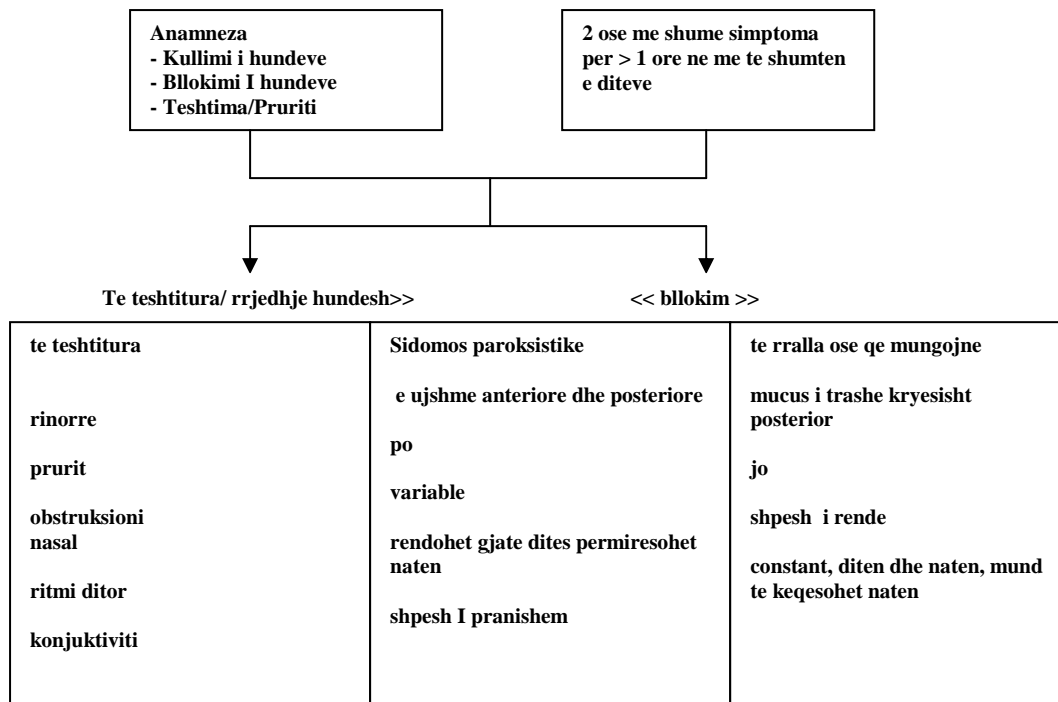 Anamneza
- Kullimi i hundeve
- Bllokimi I hundeve
- Teshtima/Pruriti
2 ose me shume simptoma
per > 1 ore ne me te shumten
e diteve
Te teshtitura/ rrjedhje hundesh>>
<< bllokim >>
te teshtitura
rinorre
prurit
obstruksioni
nasal
ritmi ditor
konjuktiviti
Sidomos paroksistike
e ujshme anteriore dhe posteriore
po
variable
rendohet gjate dites permiresohet
naten
shpesh I pranishem
te rralla ose qe mungojne
mucus i trashe kryesisht
posterior
jo
shpesh i rende
constant, diten dhe naten, mund
te keqesohet naten